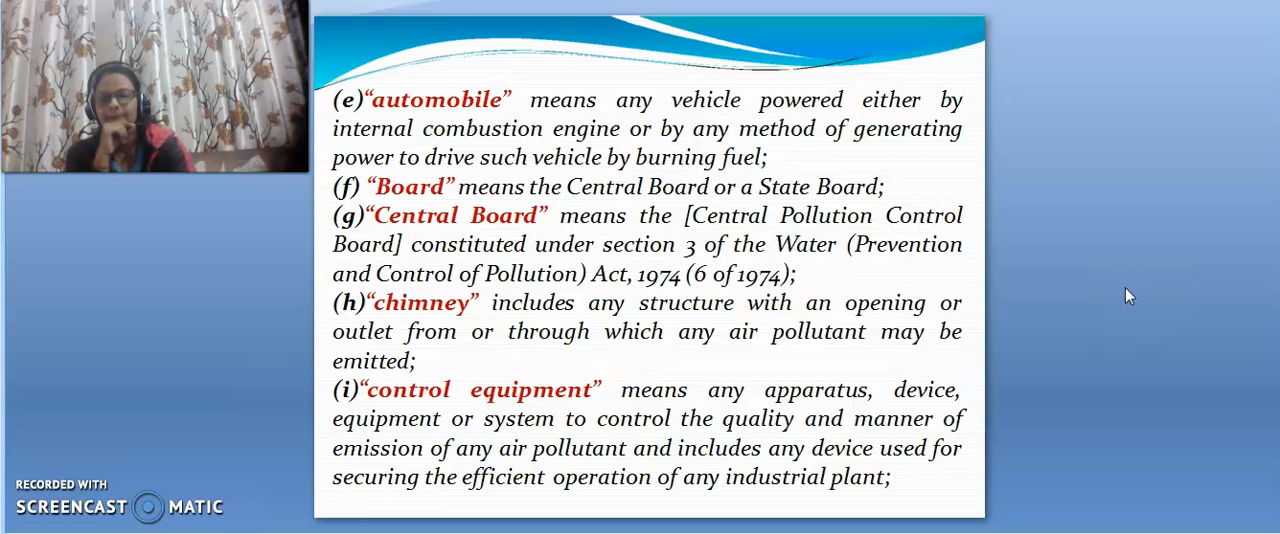 (e)“automobile” means any vehicle powered either by
internal combustion engine or by any method of generating
power to drive such vehicle by burning fuel;
(f) “Board” means the Central Board or a State Board;
(g)“Central Board” means the [Central Pollution Control
Board] constituted under section 3 of the Water (Prevention
and Control of Pollution) Act, 1974 (6 of 1974);
(h)“chimney” includes any structure with an opening or
outlet from or through which any air pollutant may be
emitted;
(i)“control equipment” means any apparatus, device,
equipment or system to control the quality and manner of
emission of any air pollutant and includes any device used for
securing the efficient operation of any industrial plant;
RECORDED WITH
SCREENCAST MATIC